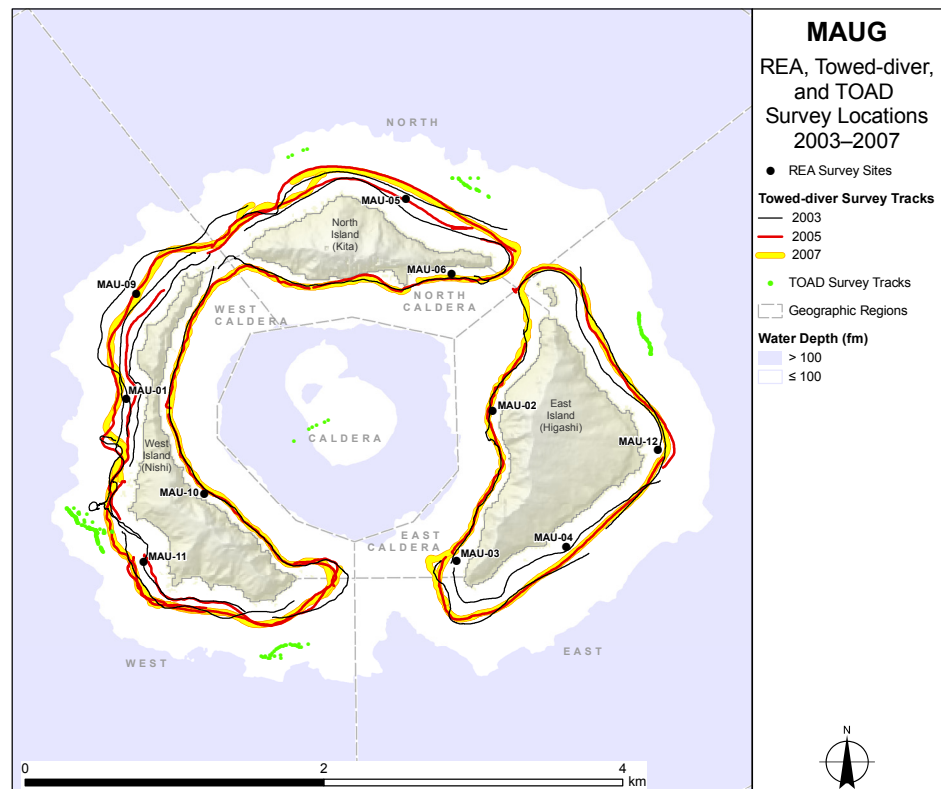 MAUG
REA, Towed-diver,
and TOAD
Survey Locations
2003–2007
REA Survey Sites
Towed-diver Survey Tracks
2003
2005
2007
TOAD Survey Tracks
Geographic Regions
Water Depth (fm)
> 100
≤ 100
N
NORTH
MAU-05
North
Island
(Kita)
MAU-06
NORTH
CALDERA
MAU-09
WEST
CALDERA
MAU-01
MAU-02
East
Island
(Higashi)
CALDERA
MAU-12
West
Island
(Nishi)
MAU-10
EAST
CALDERA
MAU-04
MAU-03
MAU-11
WEST
EAST
0
2
4
km